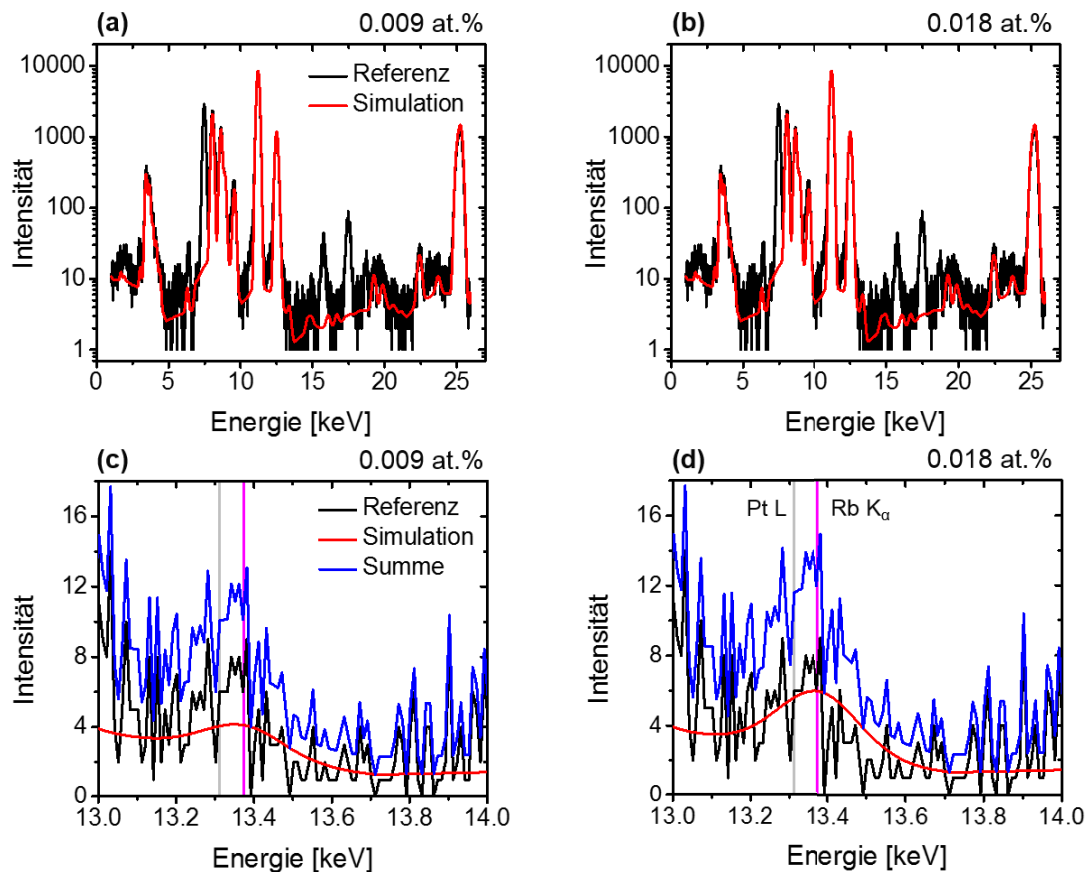 (a) 0.009 at.%
10000
1000
100
10
1
Intensität
Referenz
Simulation
0 5 10 15 20 25
Energie [keV]
(b) 0.018 at.%
10000
1000
100
10
1
Intensität
0 5 10 15 20 25
Energie [keV]
(c) 0.009 at.%
16
12
8
4
0
Intensität
Referenz
Simulation
Summe
13.0 13.2 13.4 13.6 13.8 14.0
Energie [keV]
(d) 0.018 at.%
16
12
8
4
0
Intensität
Pt L Rb Kα
13.0 13.2 13.4 13.6 13.8 14.0
Energie [keV]